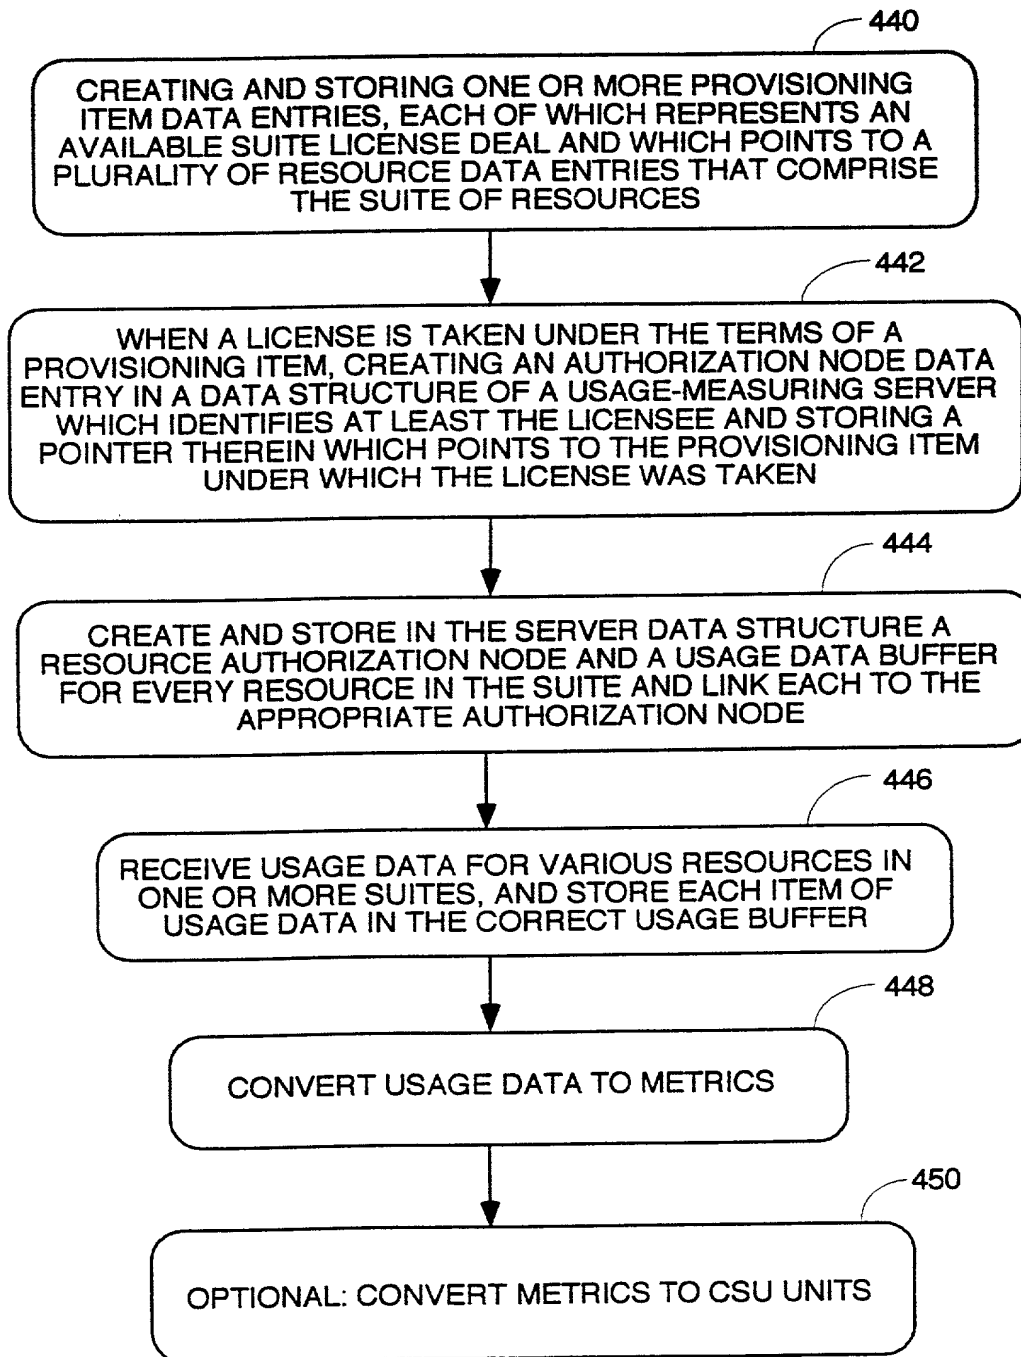 440
CREATING AND STORING ONE OR MORE PROVISIONING
ITEM DATA ENTRIES, EACH OF WHICH REPRESENTS AN
AVAILABLE SUITE LICENSE DEAL AND WHICH POINTS TO A
PLURALITY OF RESOURCE DATA ENTRIES THAT COMPRISE
THE SUITE OF RESOURCES
442
WHEN A LICENSE IS TAKEN UNDER THE TERMS OF A
PROVISIONING ITEM, CREATING AN AUTHORIZATION NODE DATA
ENTRY IN A DATA STRUCTURE OF A USAGE-MEASURING SERVER
WHICH IDENTIFIES AT LEAST THE LICENSEE AND STORING A
POINTER THEREIN WHICH POINTS TO THE PROVISIONING ITEM
UNDER WHICH THE LICENSE WAS TAKEN
444
CREATE AND STORE IN THE SERVER DATA STRUCTURE A
RESOURCE AUTHORIZATION NODE AND A USAGE DATA BUFFER
FOR EVERY RESOURCE IN THE SUITE AND LINK EACH TO THE
APPROPRIATE AUTHORIZATION NODE
446
RECEIVE USAGE DATA FOR VARIOUS RESOURCES IN
ONE OR MORE SUITES, AND STORE EACH ITEM OF
USAGE DATA IN THE CORRECT USAGE BUFFER
448
CONVERT USAGE DATA TO METRICS
450
OPTIONAL: CONVERT METRICS TO CSU UNITS